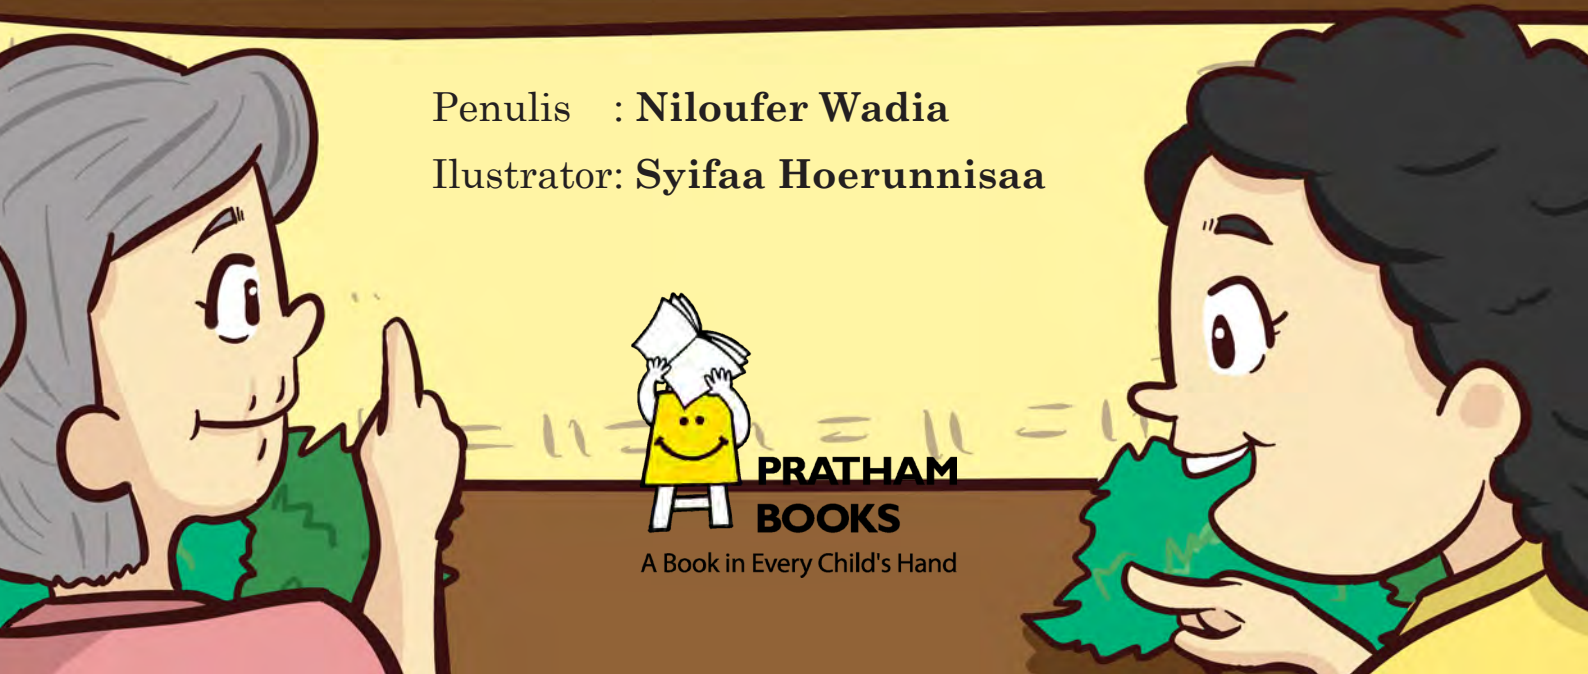 Penulis : Niloufer Wadia
Ilustrator: Syifaa Hoerunnisaa
PRATHAM
BOOKS
A Book in Every Child's Hand